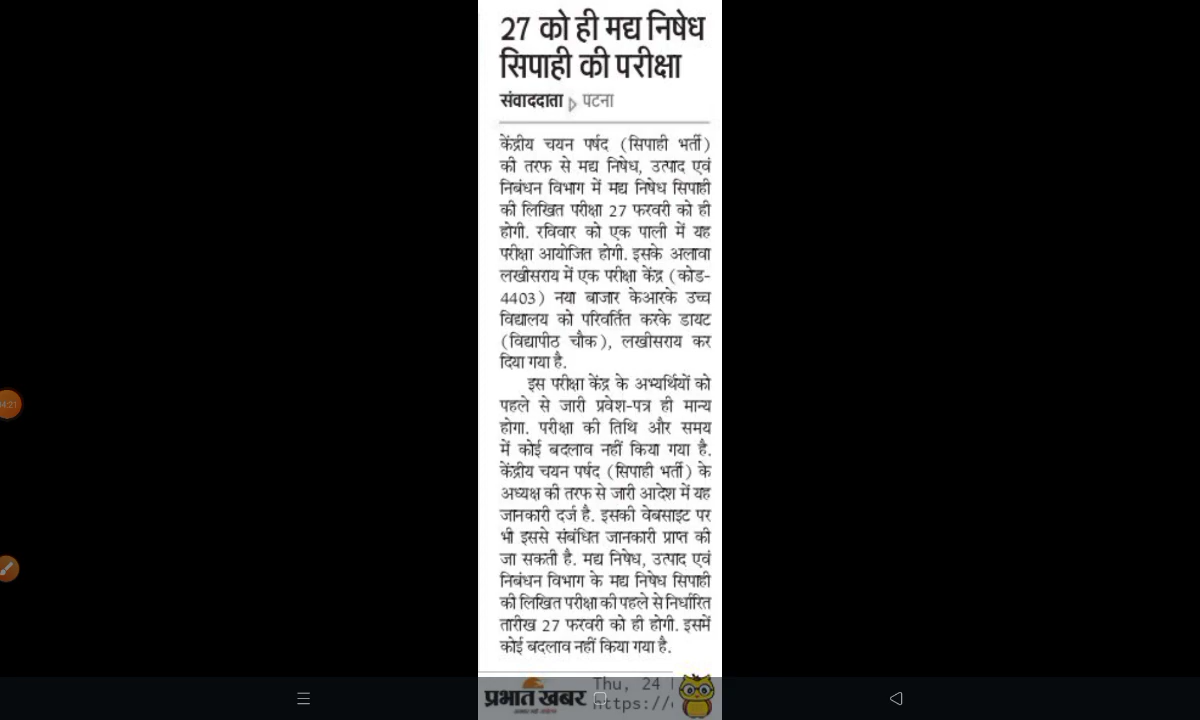 27 को ही मद्य निषेध
सिपाही की परीक्षा
संवाददाता पटना
केंद्रीय चयन पर्षद (सिपाही भर्ती)
की तरफ से मद्य निषेध, उत्पाद एवं
निबंधन विभाग में मद्य निषेध सिपाही
की लिखित परीक्षा 27 फरवरी को ही
होगी. रविवार को एक पाली में यह
परीक्षा आयोजित होगी. इसके अलावा
लखीसराय में एक परीक्षा केंद्र (कोड-
4403) नया बाजार केआरके उच्च
विद्यालय को परिवर्तित करके डायट
(विद्यापीठ चौक), लखीसराय कर
दिया गया है.
इस परीक्षा केंद्र के अभ्यर्थियों को
पहले से जारी प्रवेश-पत्र ही मान्य
होगा. परीक्षा की तिथि और समय
में कोई बदलाव नहीं किया गया है.
केंद्रीय चयन पर्षद (सिपाही भर्ती) के
अध्यक्ष की तरफ से जारी आदेश में यह
जानकारी दर्ज है. इसकी वेबसाइट पर
भी इससे संबंधित जानकारी प्राप्त की
जा सकती है. मद्य निषेध, उत्पाद एवं
निबंधन विभाग के मद्य निषेध सिपाही
की लिखित परीक्षा की पहले से निर्धारित
तारीख 27 फरवरी को ही होगी. इसमें
कोई बदलाव नहीं किया गया है.
प्रभात खबर Thu, 24
https://
04:21